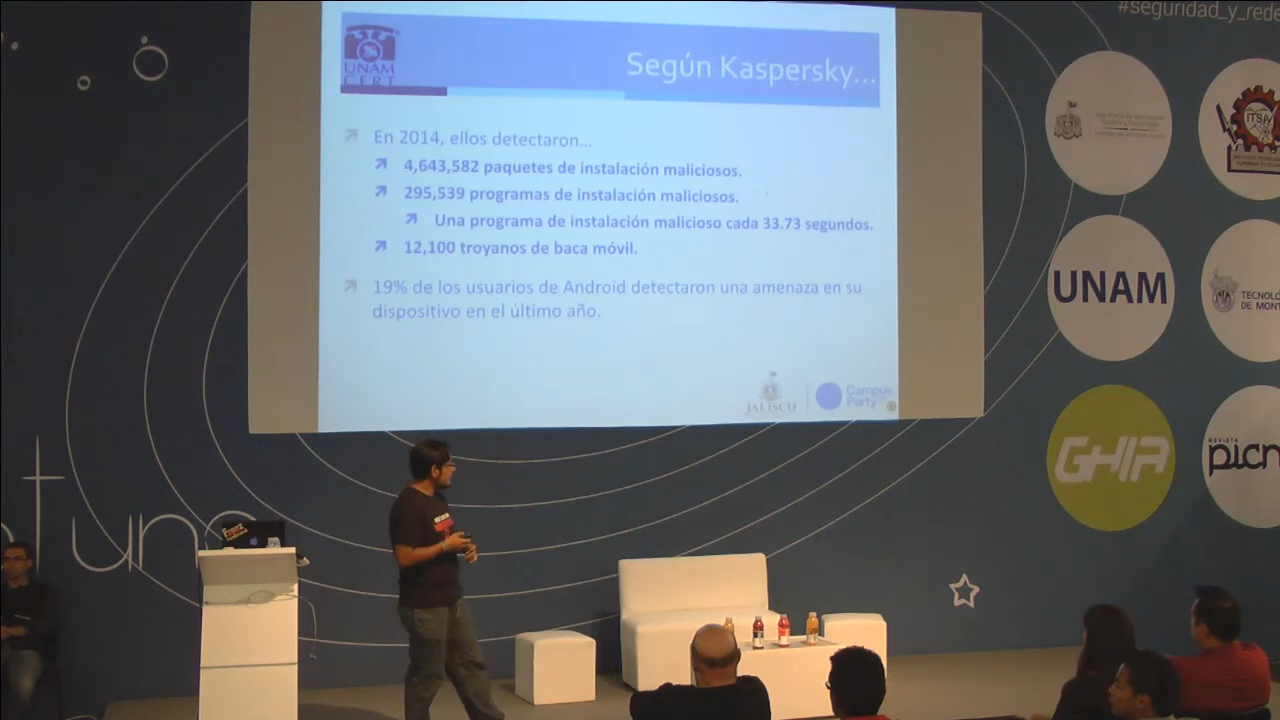 #seguridad_y_rede
UNAM
CERT
Según Kaspersky...
En 2014, ellos detectaron...
4,643,582 paquetes de instalación maliciosos.
295,539 programas de instalación maliciosos.
Una programa de instalación malicioso cada 33.73 segundos.
12,100 troyanos de baca móvil.
19% de los usuarios de Android detectaron una amenaza en su
dispositivo en el último año.
JALISCO
Campus
Party
ITSA
UNAM
TECNOLÓ
DE MONT
GHIA
REVISTA
picn
tuno